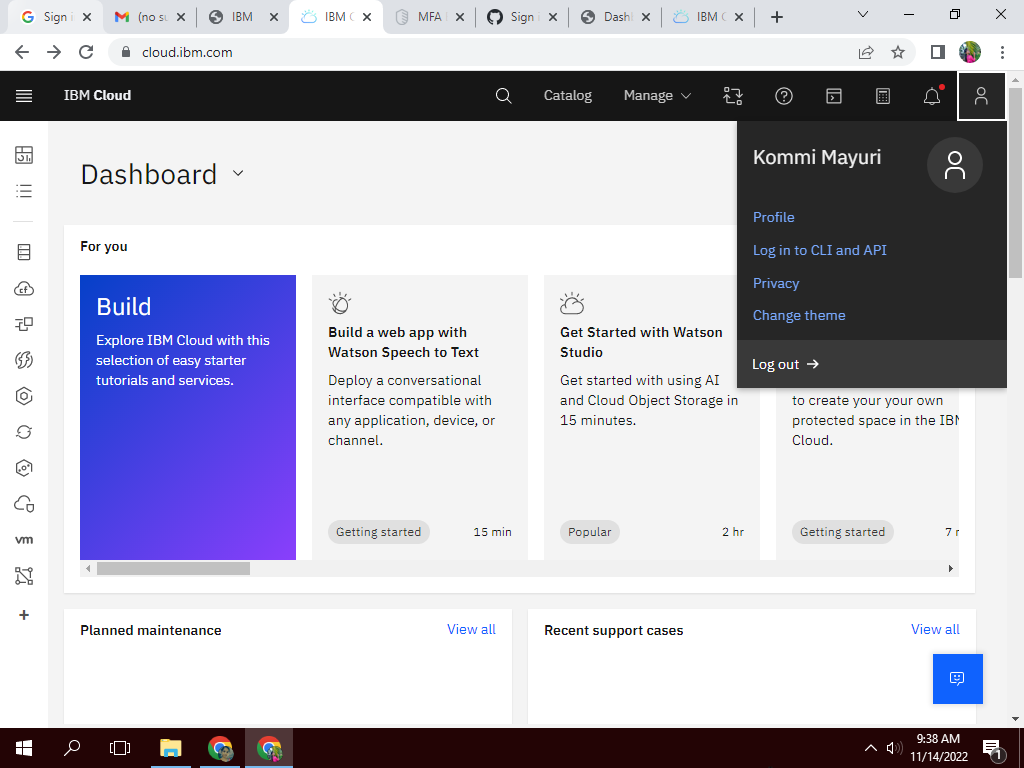 Sign i
(no su
IBM
IBM C
MFA
Sign i
Dash
IBM C
cloud.ibm.com
IBM Cloud
Catalog
Manage
Kommi Mayuri
Profile
Log in to CLI and API
Privacy
Change theme
Log out →
Dashboard
For you
Build
Explore IBM Cloud with this
selection of easy starter
tutorials and services.
Build a web app with
Watson Speech to Text
Deploy a conversational
interface compatible with
any application, device, or
channel.
Getting started
15 min
Get Started with Watson
Studio
Get started with using AI
and Cloud Object Storage in
15 minutes.
Popular
2 hr
to create your your own
protected space in the IBM
Cloud.
Getting started
7 m
cf
vm
Planned maintenance
View all
Recent support cases
View all
9:38 AM
11/14/2022
1